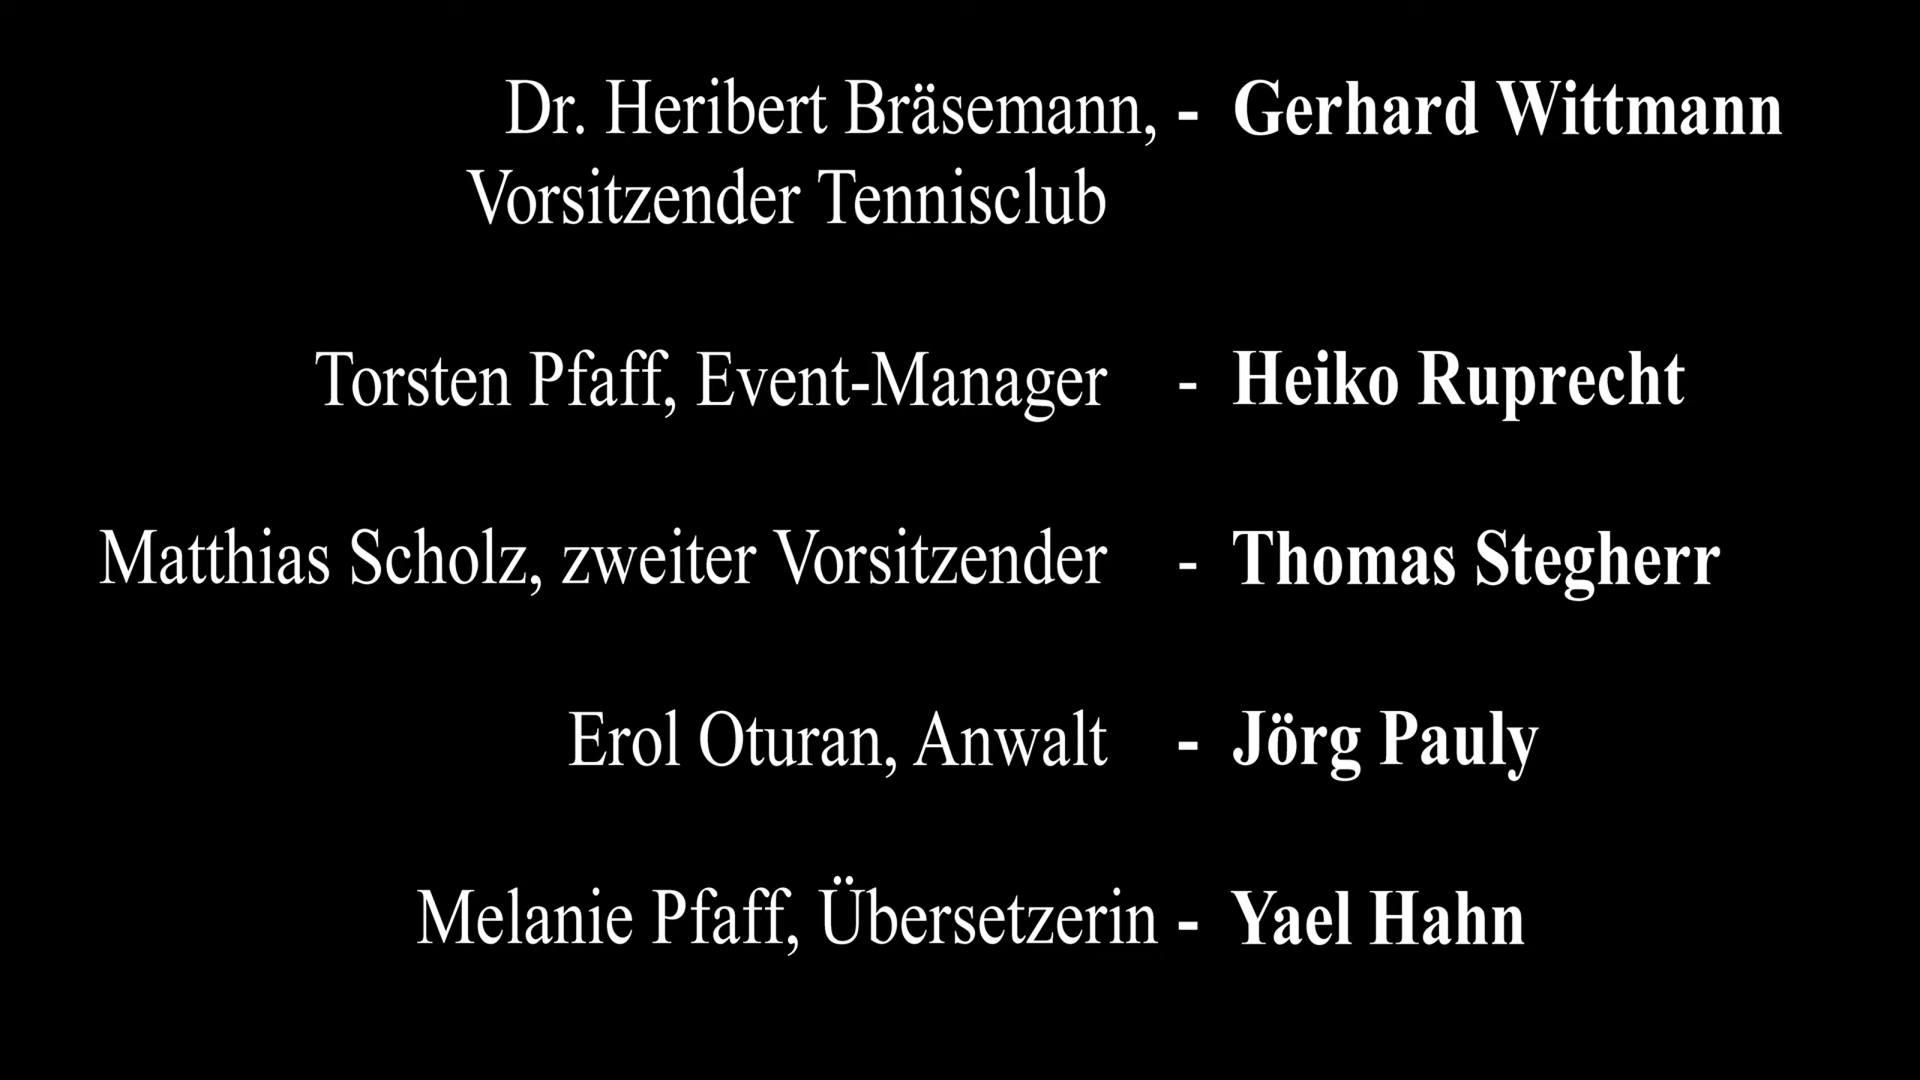 Dr. Heribert Bräsemann, - Gerhard Wittmann
Vorsitzender Tennisclub
Torsten Pfaff, Event-Manager - Heiko Ruprecht
Matthias Scholz, zweiter Vorsitzender - Thomas Stegherr
Erol Oturan, Anwalt - Jörg Pauly
Melanie Pfaff, Übersetzerin - Yael Hahn